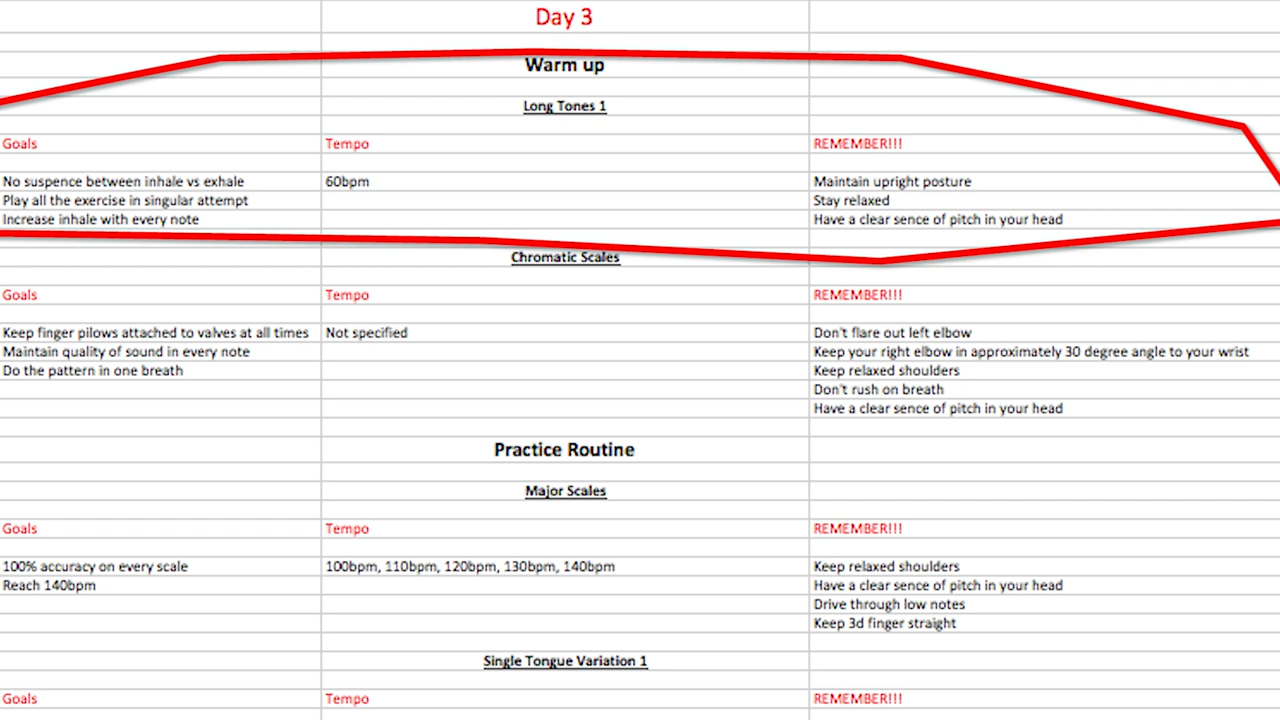 Day 3
Warm up
Long Tones 1
Goals Tempo REMEMBER!!!
No suspence between inhale vs exhale 60bpm Maintain upright posture
Play all the exercise in singular attempt Stay relaxed
Increase inhale with every note Have a clear sence of pitch in your head
Chromatic Scales
Goals Tempo REMEMBER!!!
Keep finger pilows attached to valves at all times Not specified Don't flare out left elbow
Maintain quality of sound in every note Keep your right elbow in approximately 30 degree angle to your wrist
Do the pattern in one breath Keep relaxed shoulders
Don't rush on breath
Have a clear sence of pitch in your head
Practice Routine
Major Scales
Goals Tempo REMEMBER!!!
100% accuracy on every scale 100bpm, 110bpm, 120bpm, 130bpm, 140bpm Keep relaxed shoulders
Reach 140bpm Have a clear sence of pitch in your head
Drive through low notes
Keep 3d finger straight
Single Tongue Variation 1
Goals Tempo REMEMBER!!!